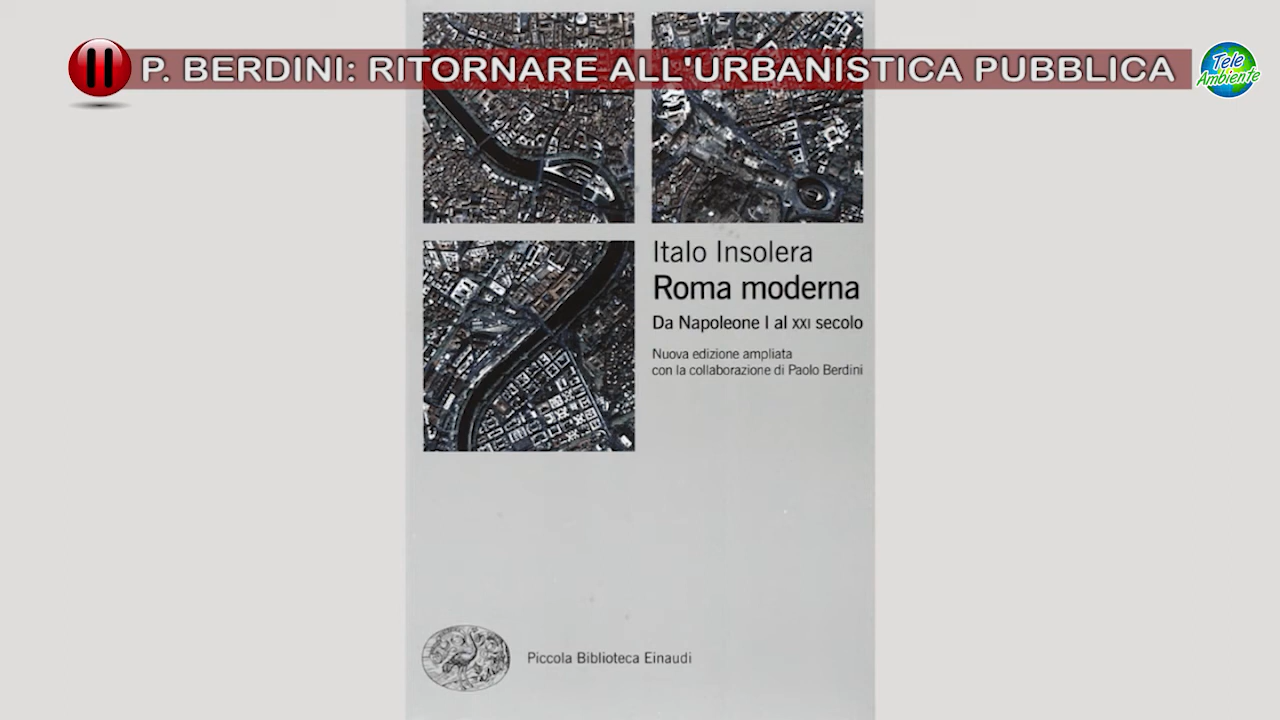 P. BERDINI: RITORNARE ALL'URBANISTICA PUBBLICA
Tele
Ambiente
Italo Insolera
Roma moderna
Da Napoleone I al XXI secolo
Nuova edizione ampliata
con la collaborazione di Paolo Berdini
Piccola Biblioteca Einaudi